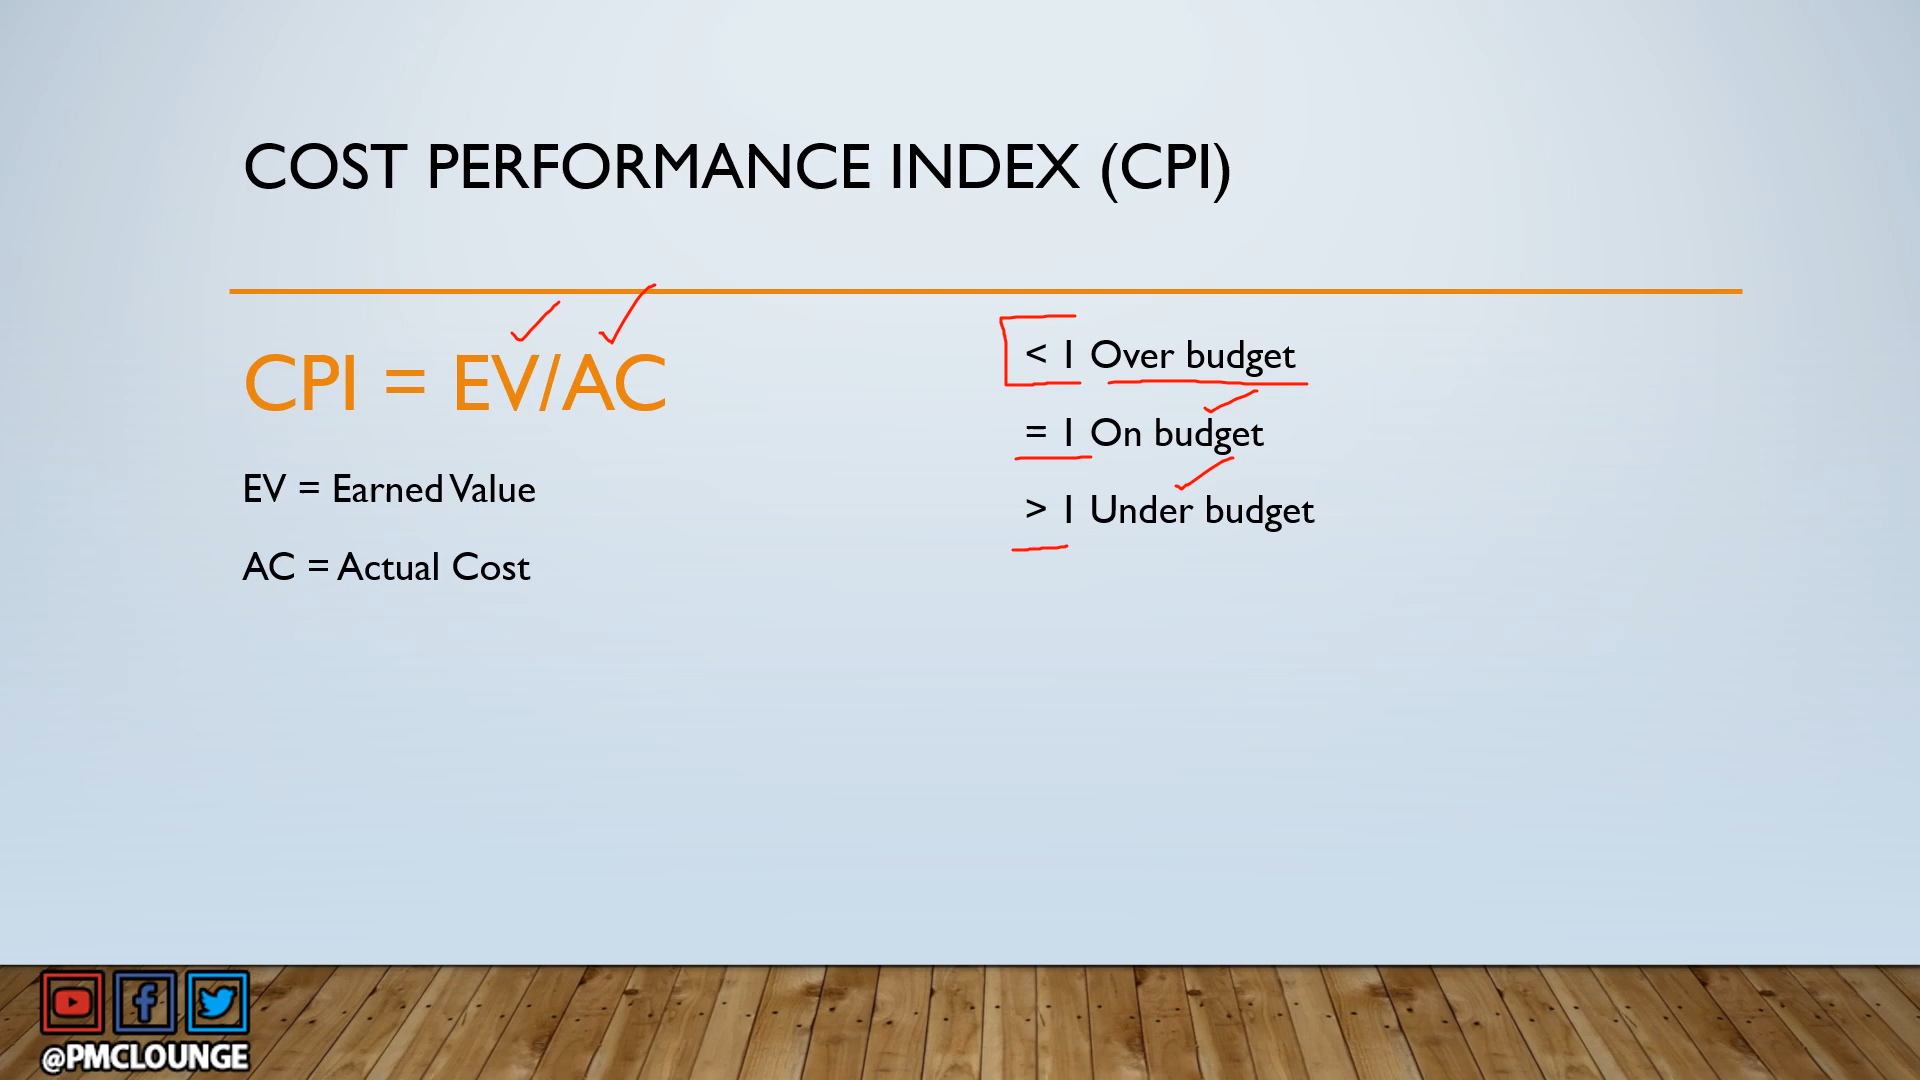 COST PERFORMANCE INDEX (CPI)
CPI = EV/AC
EV = Earned Value
AC = Actual Cost
< 1 Over budget
= 1 On budget
> 1 Under budget
@PMCLOUNGE